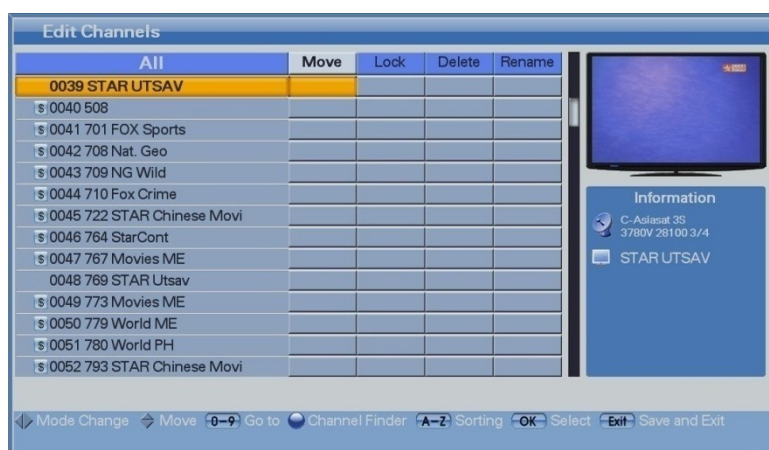 Edit Channels
All Move Lock Delete Rename
0039 STAR UTSAV
S 0040 508
S 0041 701 FOX Sports
S 0042 708 Nat. Geo
S 0043 709 NG Wild
S 0044 710 Fox Crime
S 0045 722 STAR Chinese Movi
S 0046 764 StarCont
S 0047 767 Movies ME
0048 769 STAR Utsav
S 0049 773 Movies ME
S 0050 779 World ME
S 0051 780 World PH
S 0052 793 STAR Chinese Movi
Information
C-Asiasat 3S
3780V 28100 3/4
STAR UTSAV
Mode Change Move 0-9 Go to Channel Finder A-Z Sorting OK Select Exit Save and Exit